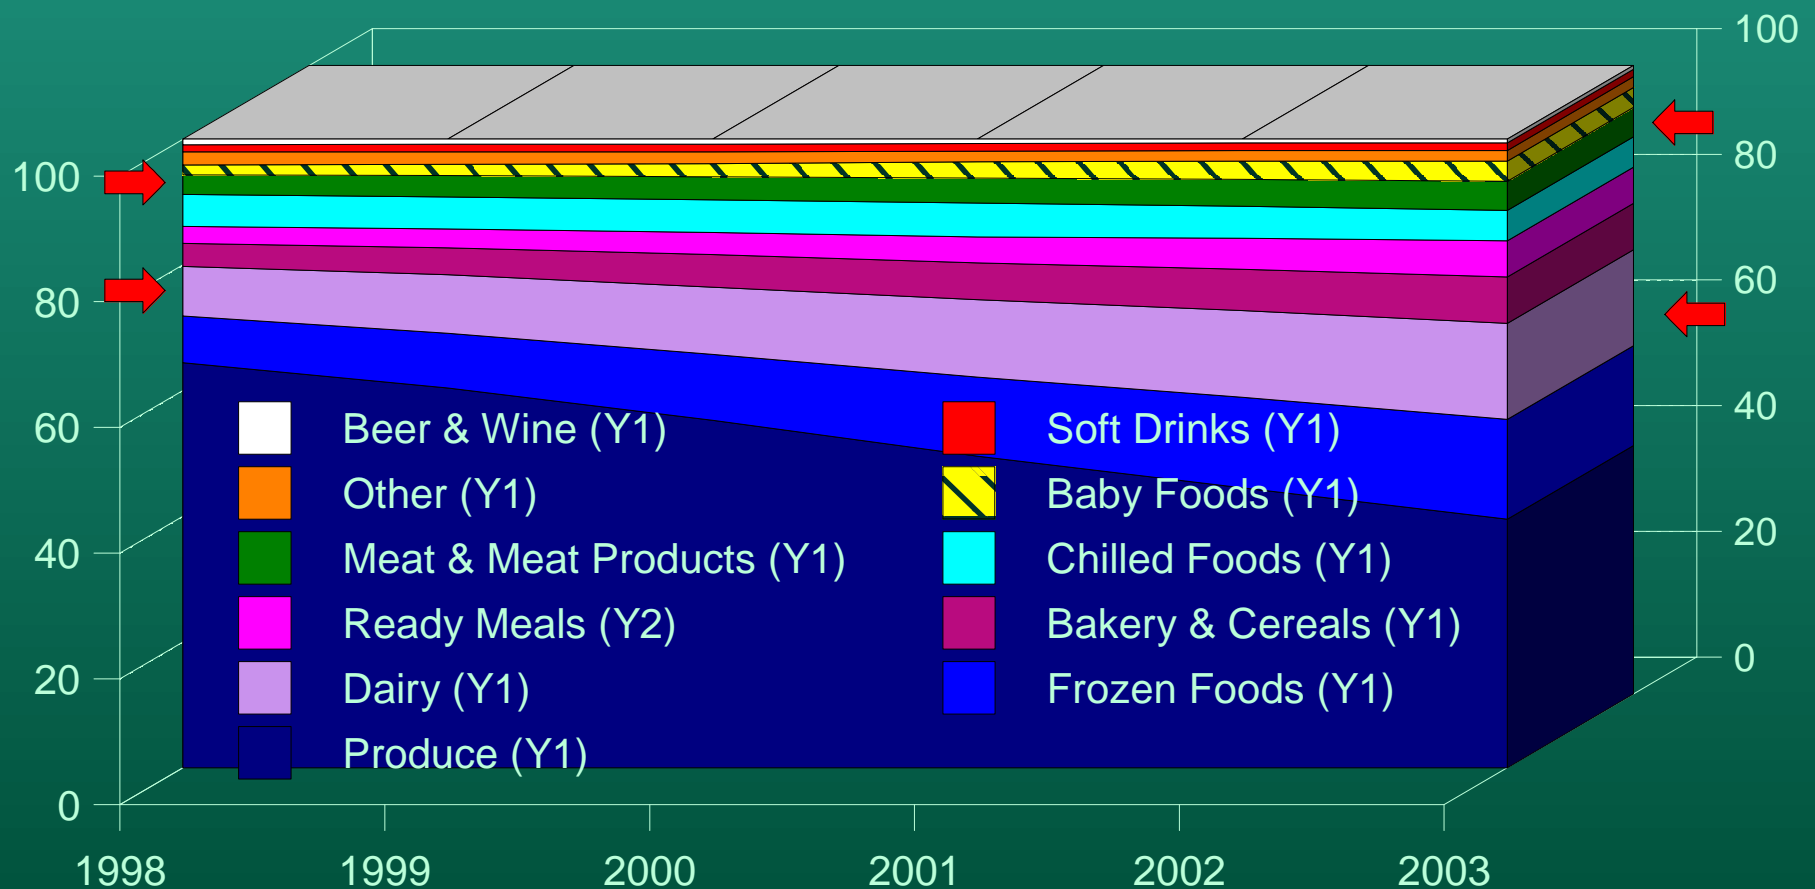 100
100
80
80
60
60
40
40
20
20
0
0
Beer & Wine (Y1)
Soft Drinks (Y1)
Other (Y1)
Baby Foods (Y1)
Meat & Meat Products (Y1)
Chilled Foods (Y1)
Ready Meals (Y2)
Bakery & Cereals (Y1)
Dairy (Y1)
Frozen Foods (Y1)
Produce (Y1)
1998 1999 2000 2001 2002 2003